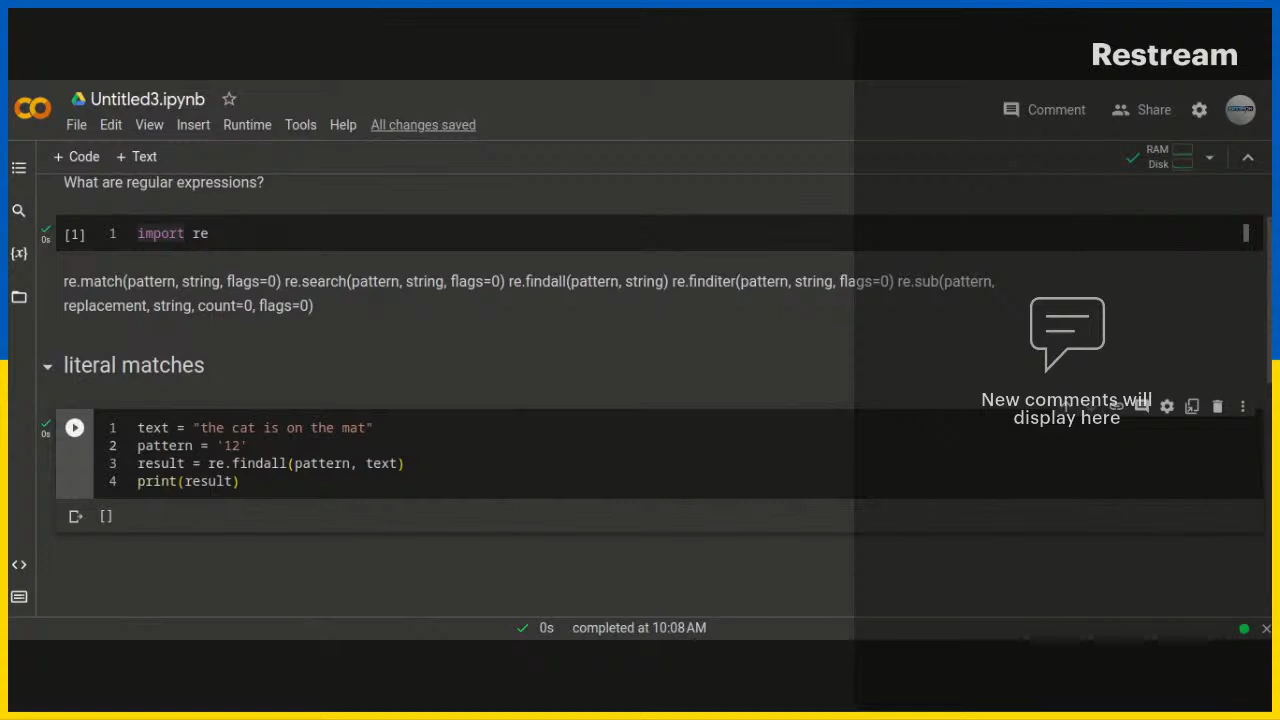 Restream
Untitled3.ipynb
File Edit View Insert Runtime Tools Help All changes saved
Comment Share
+ Code + Text
RAM
Disk
What are regular expressions?
[1] 1 import re
0s
{x}
re.match(pattern, string, flags=0) re.search(pattern, string, flags=0) re.findall(pattern, string) re.finditer(pattern, string, flags=0) re.sub(pattern,
replacement, string, count=0, flags=0)
literal matches
New comments will
display here
0s
1 text = "the cat is on the mat"
2 pattern = '12'
3 result = re.findall(pattern, text)
4 print(result)
[]
0s completed at 10:08 AM